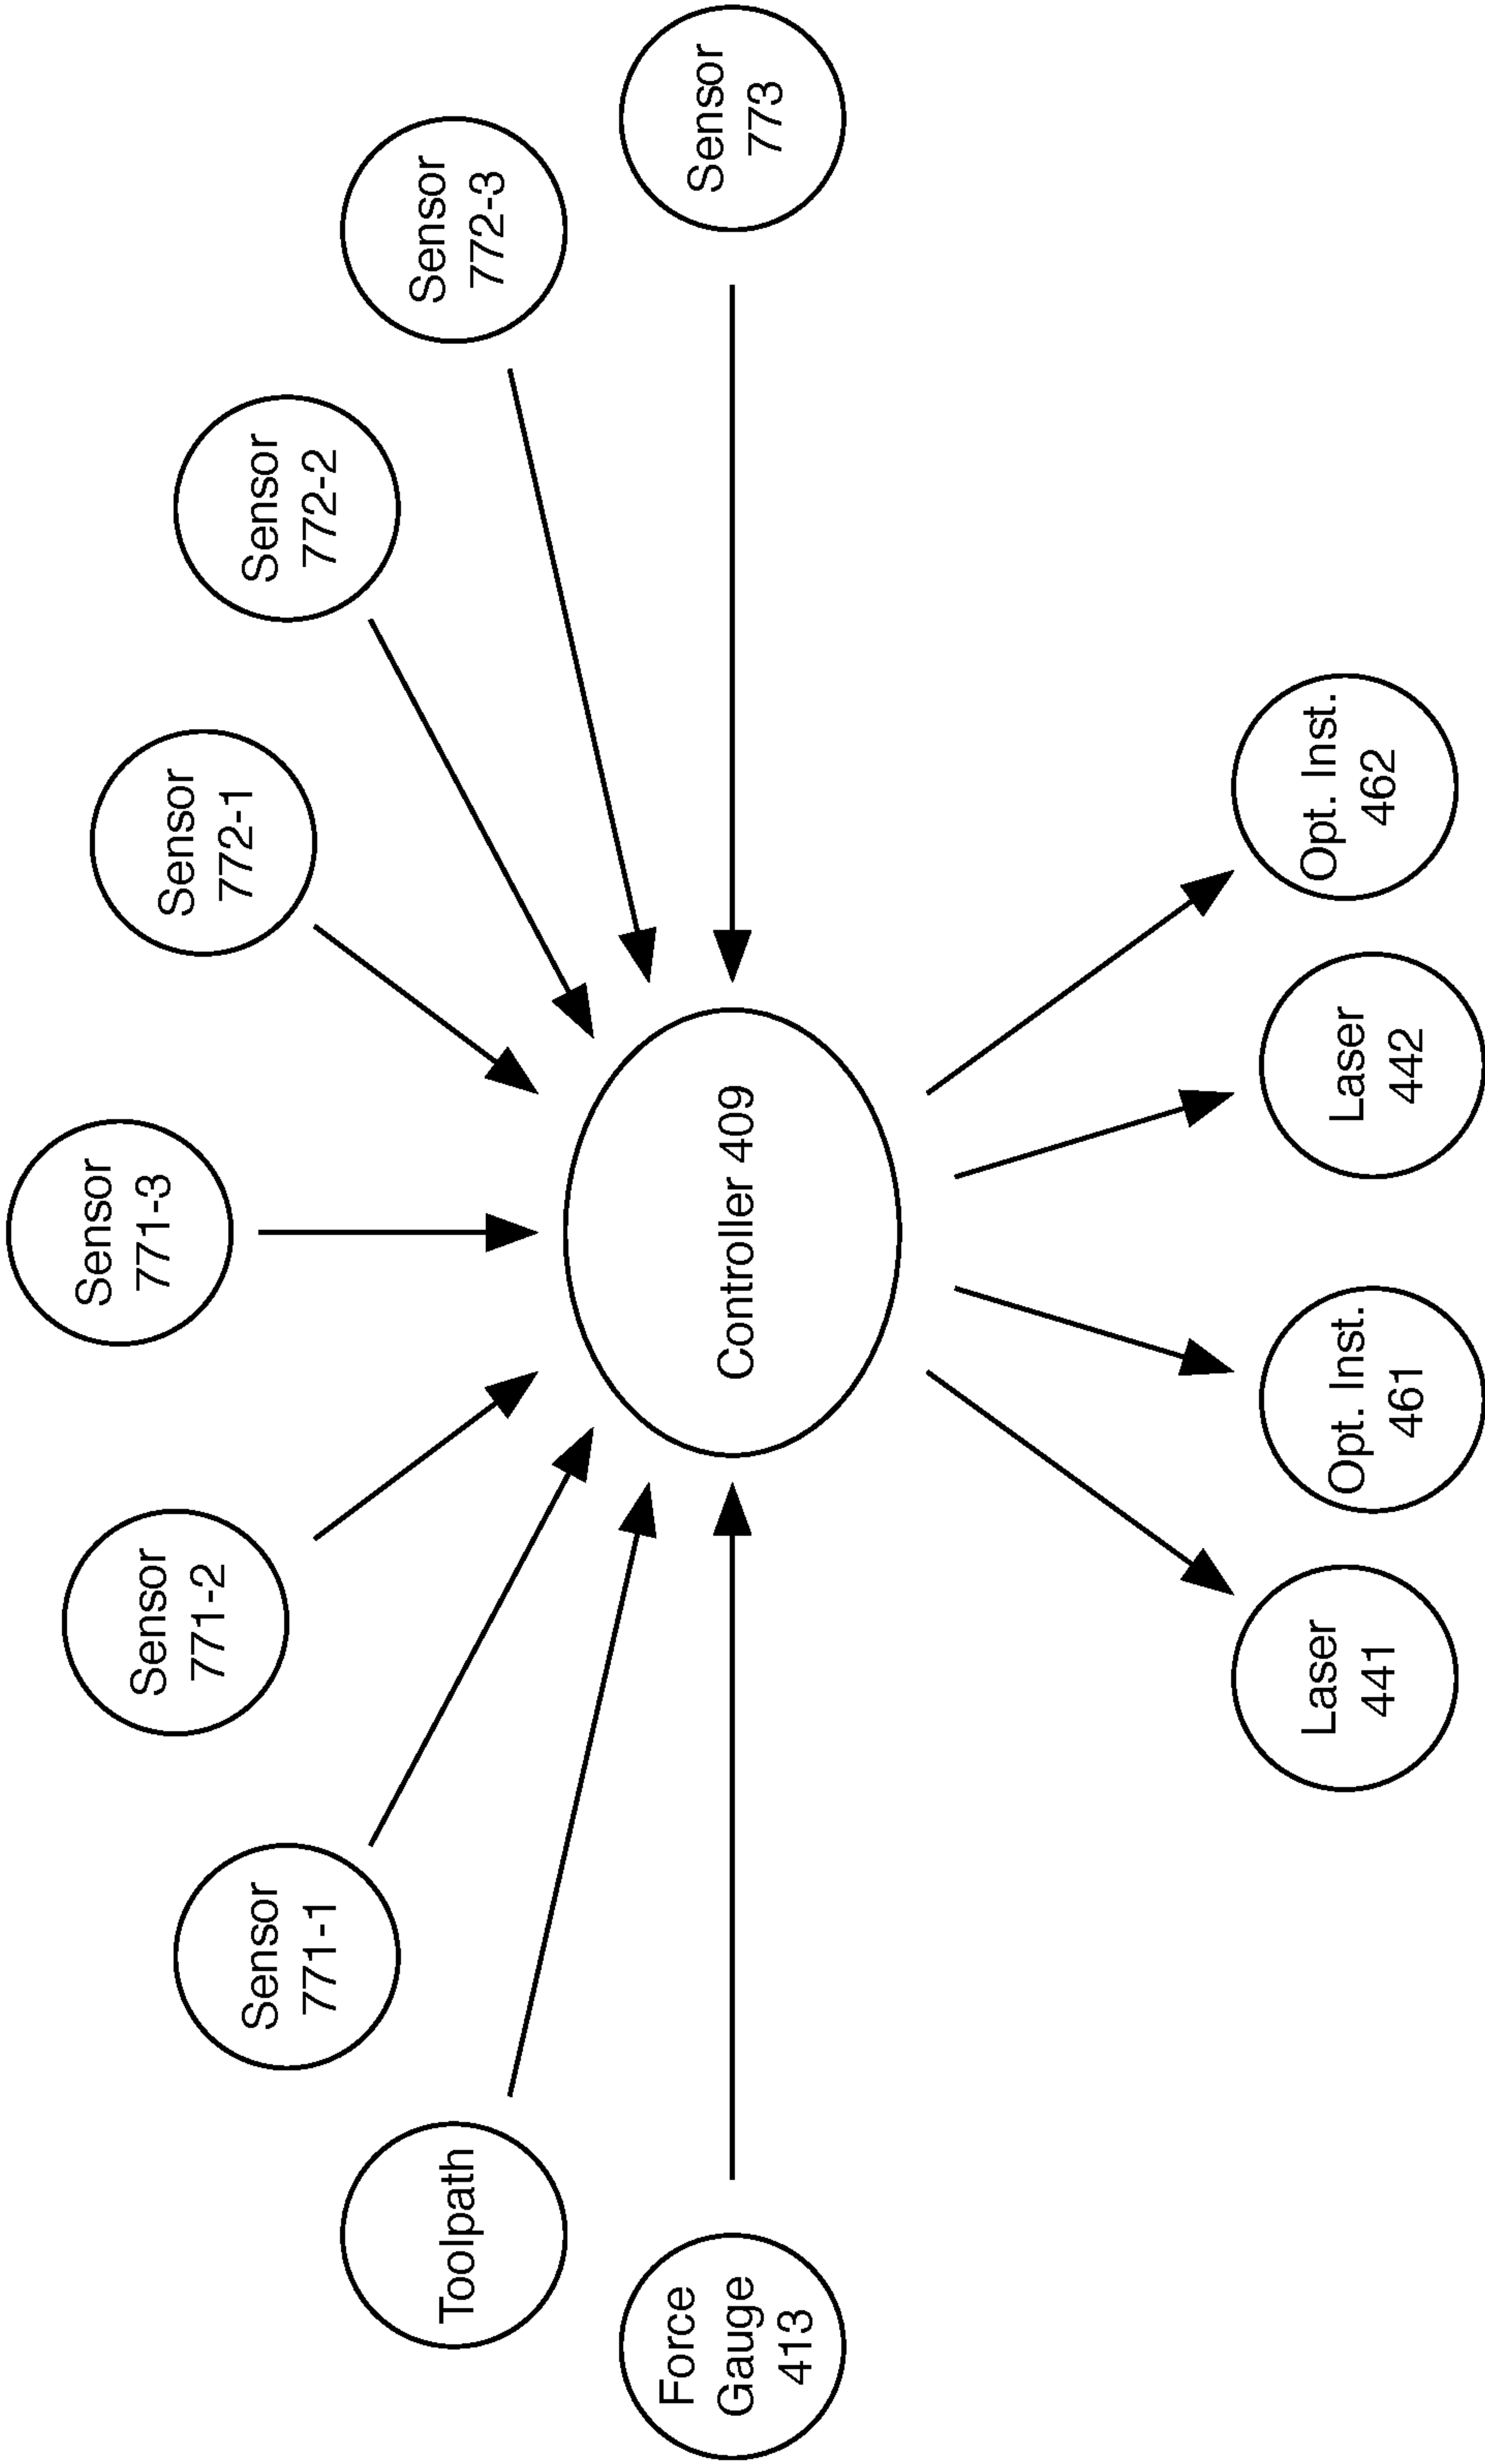 Force
Gauge
413
Toolpath
Sensor
771-1
Sensor
771-2
Sensor
771-3
Sensor
772-1
Sensor
772-2
Sensor
772-3
Sensor
773
Controller 409
Laser
441
Opt. Inst.
461
Laser
442
Opt. Inst.
462